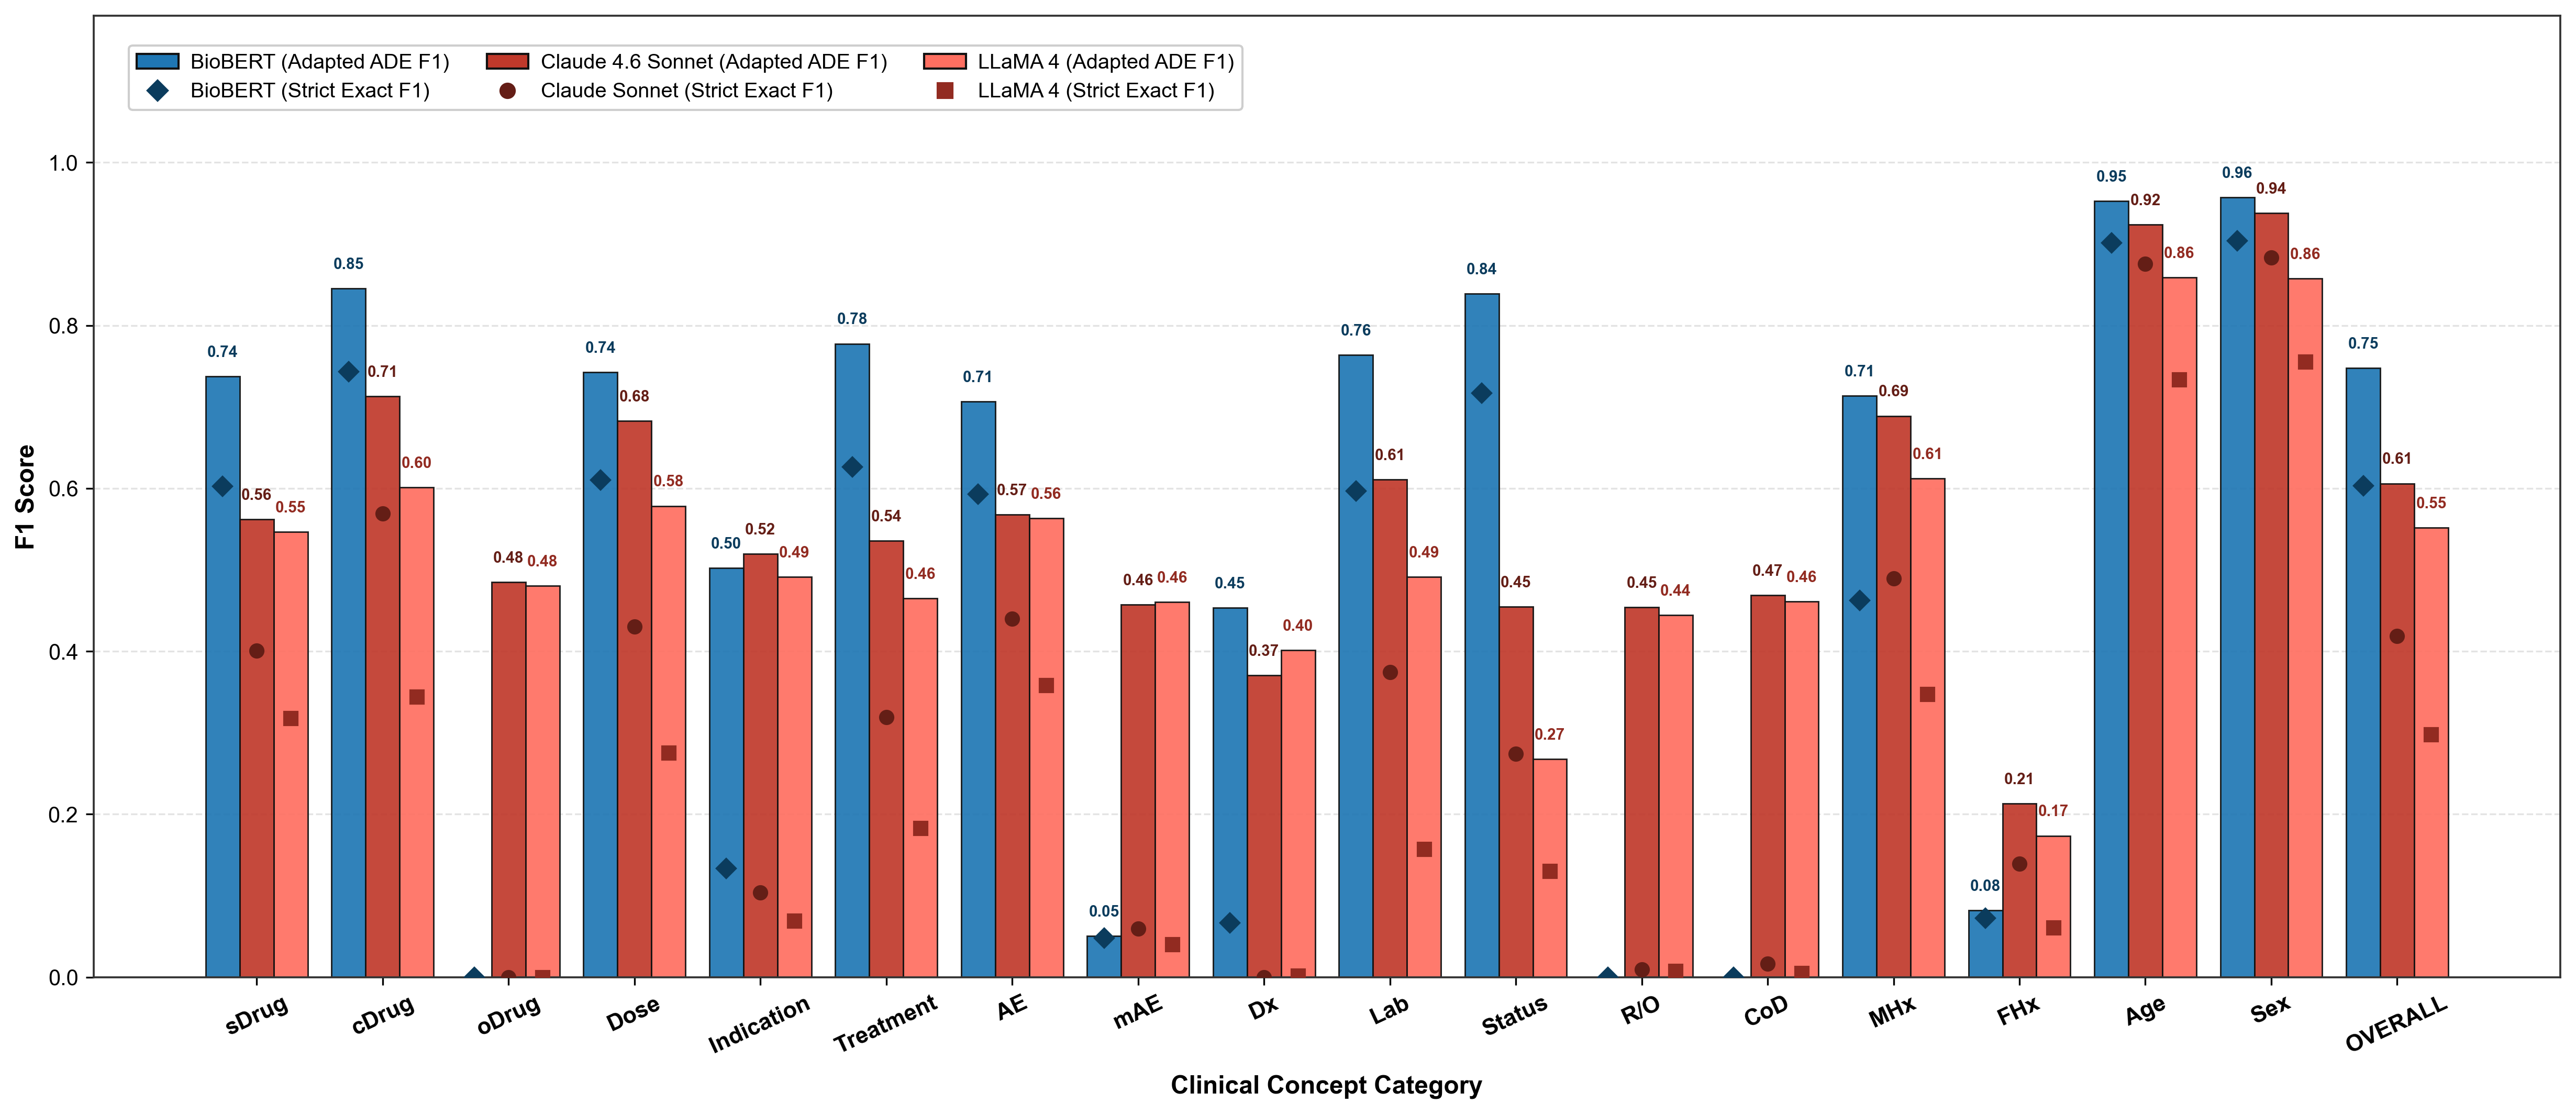 BioBERT (Adapted ADE F1)
Claude 4.6 Sonnet (Adapted ADE F1)
LLaMA 4 (Adapted ADE F1)
BioBERT (Strict Exact F1)
Claude Sonnet (Strict Exact F1)
LLaMA 4 (Strict Exact F1)
F1 Score
1.0
0.8
0.6
0.4
0.2
0.0
0.74
0.56
0.55
0.85
0.71
0.60
0.48
0.48
0.74
0.68
0.58
0.50
0.52
0.49
0.78
0.54
0.46
0.71
0.57
0.56
0.05
0.46
0.46
0.45
0.37
0.40
0.76
0.61
0.49
0.84
0.45
0.27
0.45
0.44
0.47
0.46
0.71
0.69
0.61
0.08
0.21
0.17
0.95
0.92
0.86
0.96
0.94
0.86
0.75
0.61
0.55
sDrug
cDrug
oDrug
Dose
Indication
Treatment
AE
mAE
Dx
Lab
Status
R/O
CoD
MHx
FHx
Age
Sex
OVERALL
Clinical Concept Category